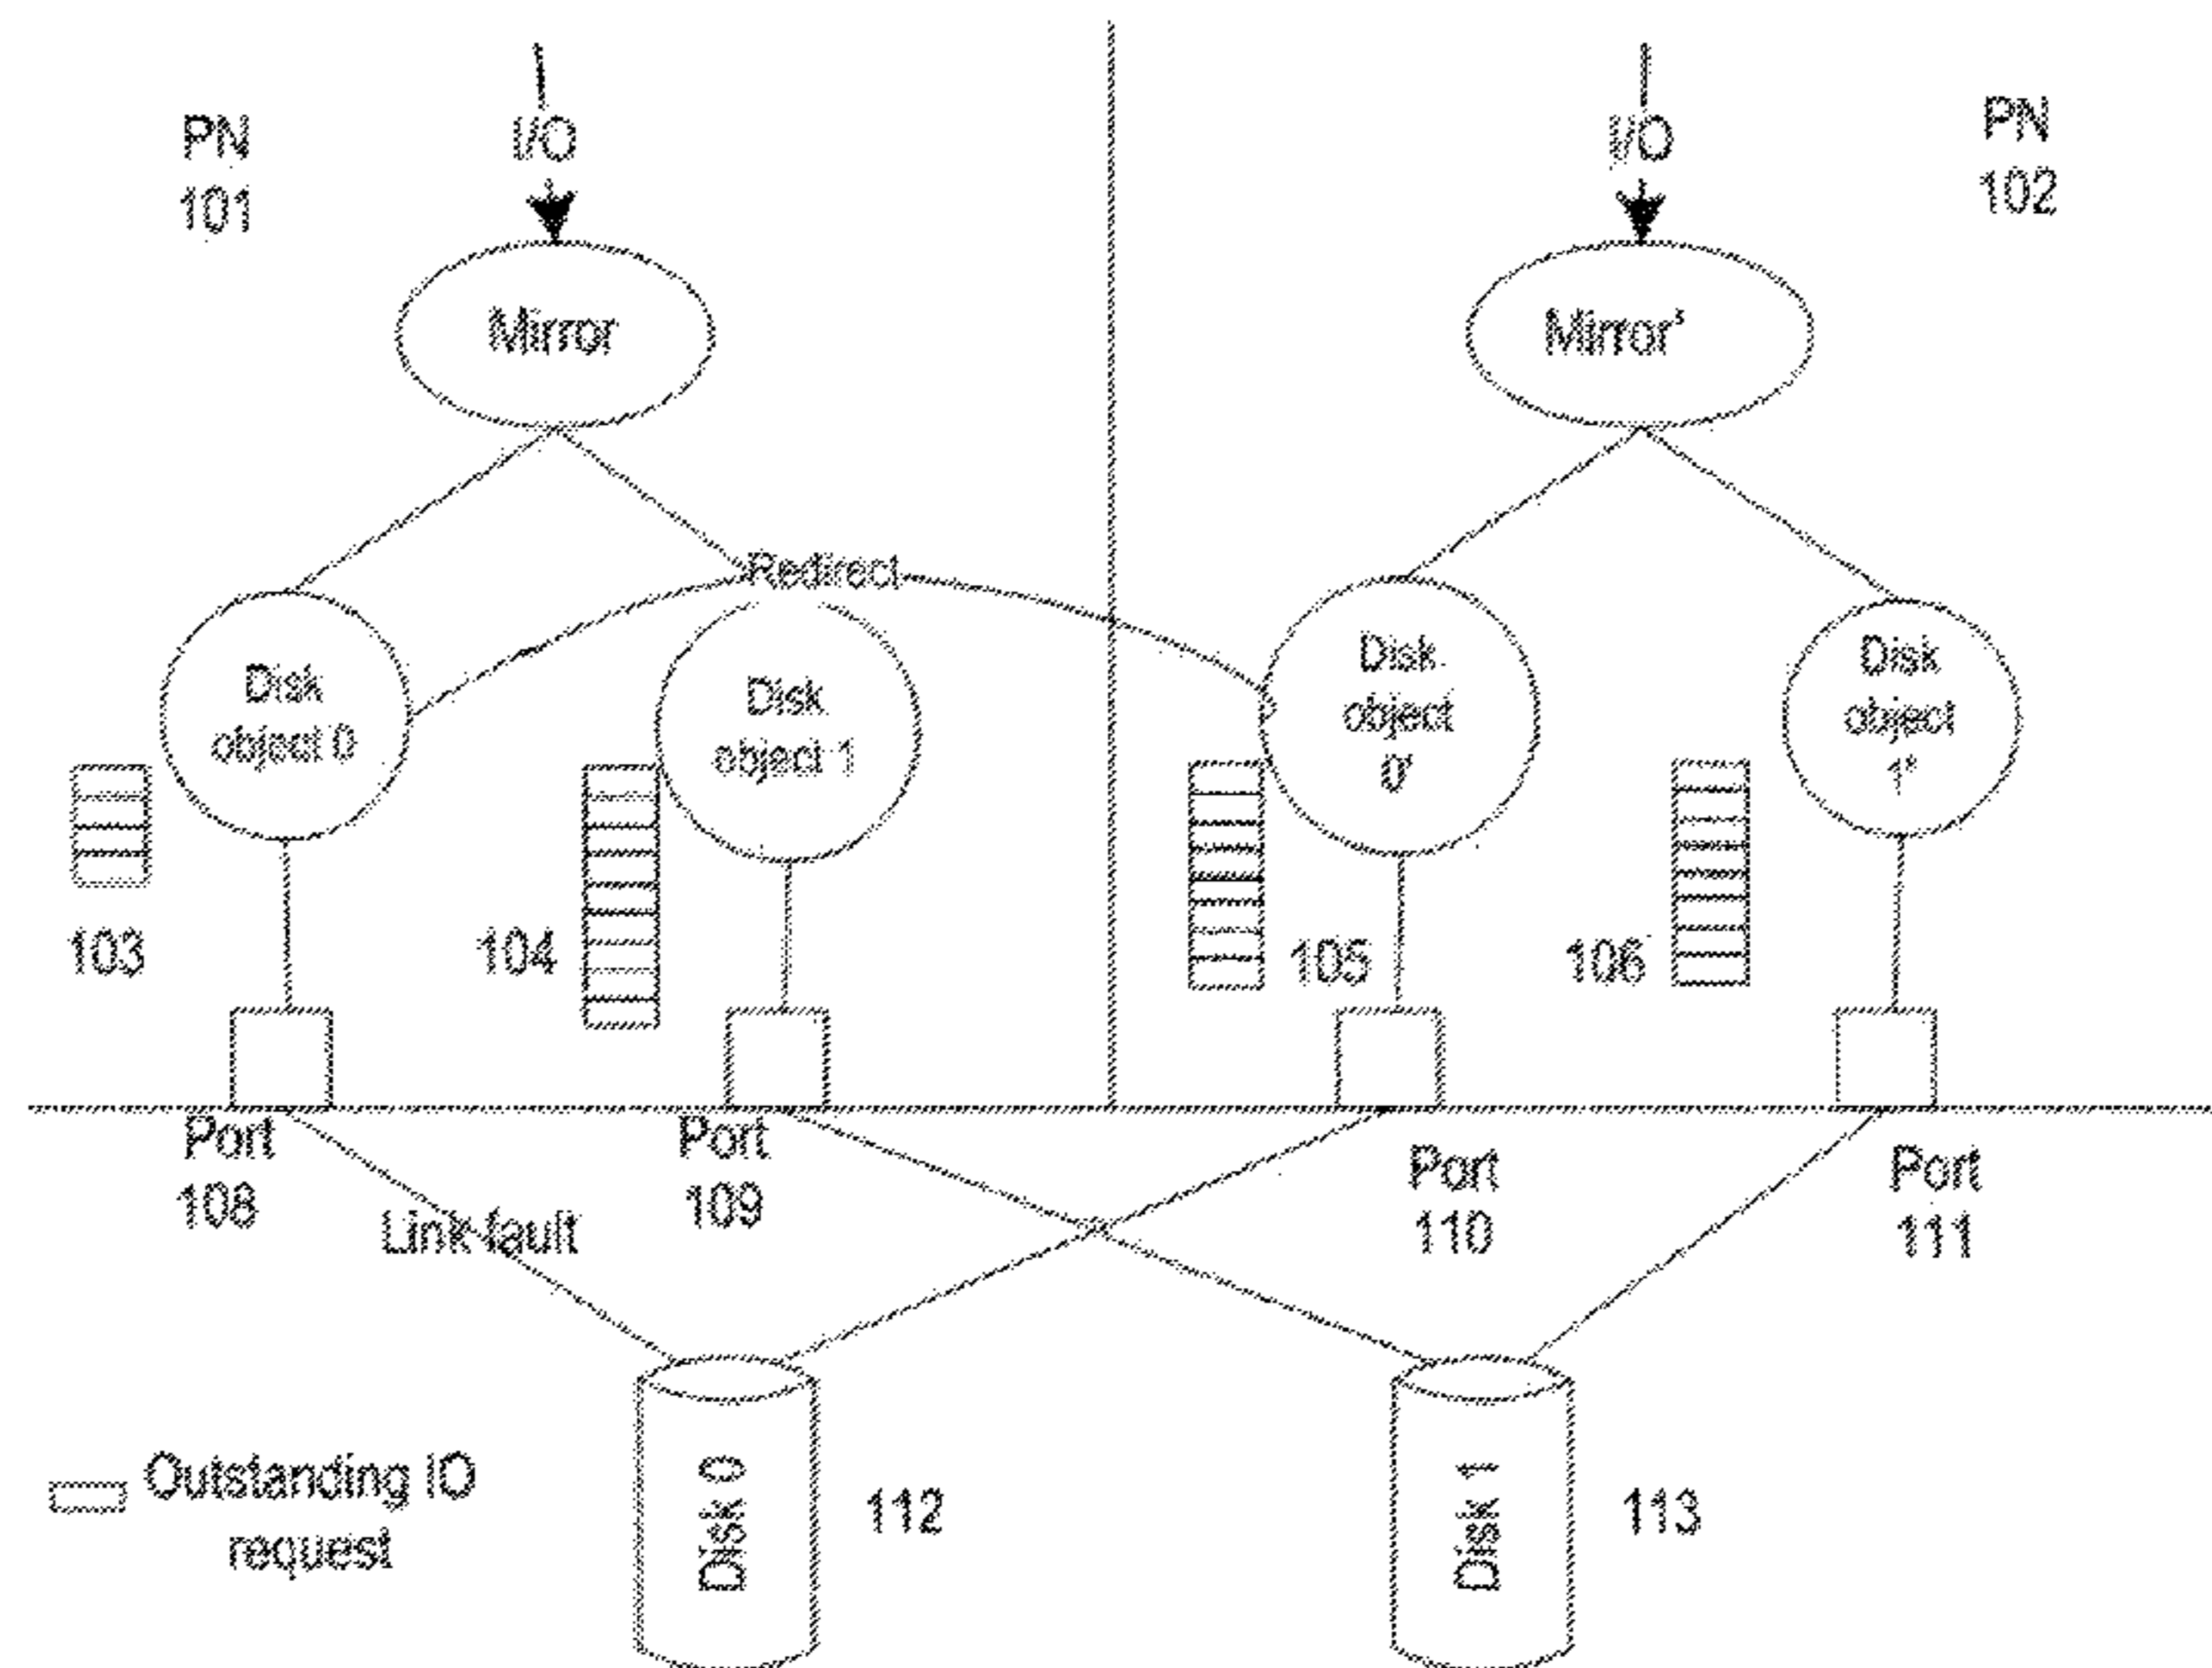 PN
101
I/O
Mirror
I/O
PN
102
Mirror'
Redirect
Disk
object 0
Disk
object 1
Disk
object
0'
Disk
object
1'
103
104
105
106
Port
108
Port
109
Port
110
Port
111
Link fault
Disk 0
112
Disk 1
113
Outstanding IO
request